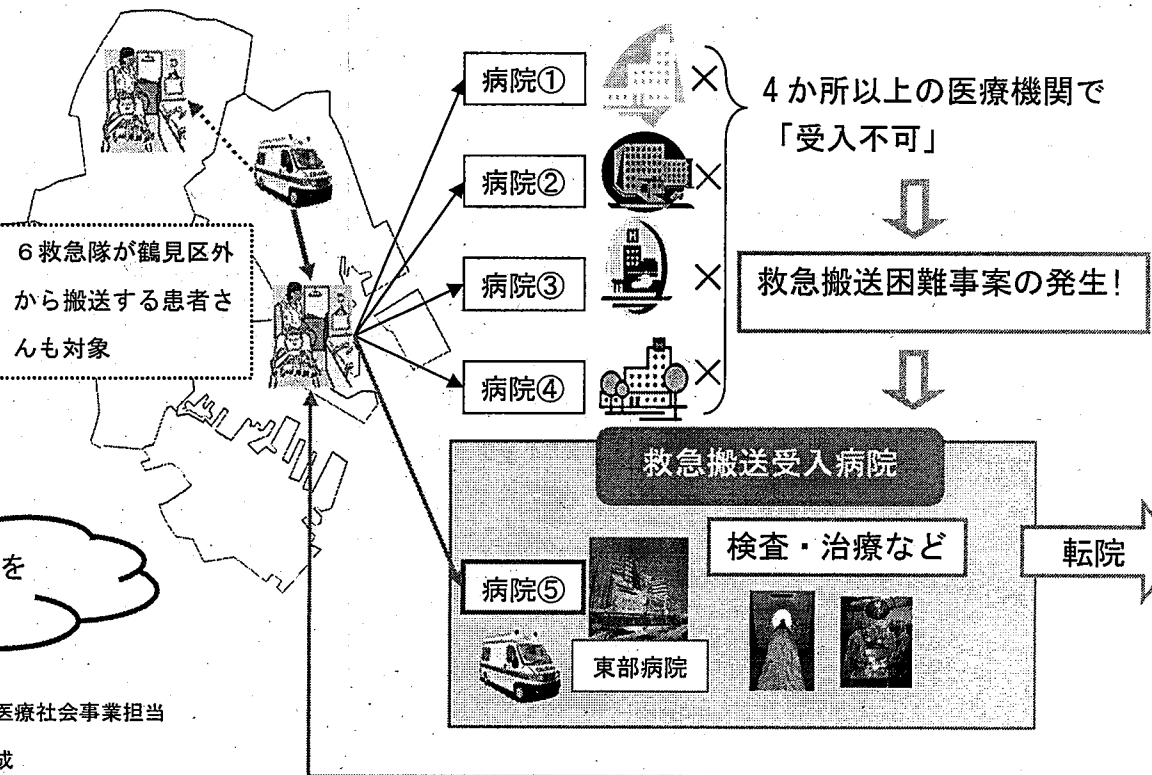 病院①
×
4か所以上の医療機関で
「受入不可」
病院②
×
6救急隊が鶴見区外
から搬送する患者さ
んも対象
病院③
×
救急搬送困難事案の発生!
病院④
×
救急搬送受入病院
検査・治療など
転院
を
病院⑤
東部病院
医療社会事業担当
成